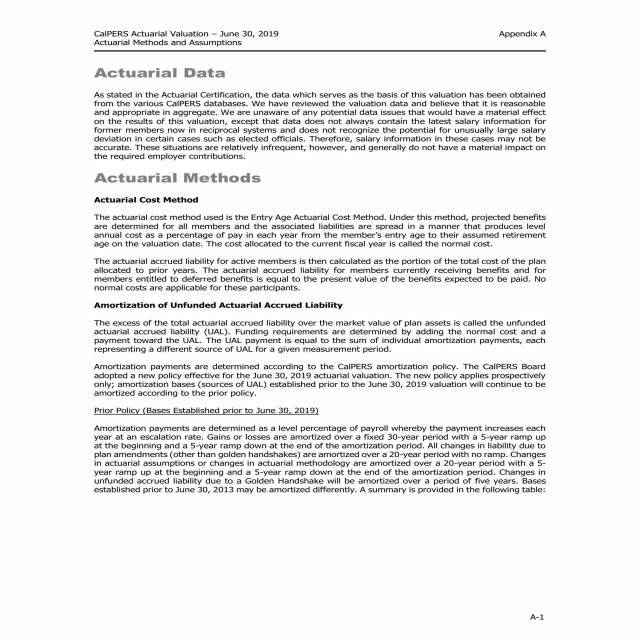 CalPERS Actuarial Valuation – June 30, 2019 Appendix A
Actuarial Methods and Assumptions
Actuarial Data
As stated in the Actuarial Certification, the data which serves as the basis of this valuation has been obtained
from the various CalPERS databases. We have reviewed the valuation data and believe that it is reasonable
and appropriate in aggregate. We are unaware of any potential data issues that would have a material effect
on the results of this valuation, except that data does not always contain the latest salary information for
former members now in reciprocal systems and does not recognize the potential for unusually large salary
deviation in certain cases such as elected officials. Therefore, salary information in these cases may not be
accurate. These situations are relatively infrequent, however, and generally do not have a material impact on
the required employer contributions.
Actuarial Methods
Actuarial Cost Method
The actuarial cost method used is the Entry Age Actuarial Cost Method. Under this method, projected benefits
are determined for all members and the associated liabilities are spread in a manner that produces level
annual cost as a percentage of pay in each year from the member's entry age to their assumed retirement
age on the valuation date. The cost allocated to the current fiscal year is called the normal cost.
The actuarial accrued liability for active members is then calculated as the portion of the total cost of the plan
allocated to prior years. The actuarial accrued liability for members currently receiving benefits and for
members entitled to deferred benefits is equal to the present value of the benefits expected to be paid. No
normal costs are applicable for these participants.
Amortization of Unfunded Actuarial Accrued Liability
The excess of the total actuarial accrued liability over the market value of plan assets is called the unfunded
actuarial accrued liability (UAL). Funding requirements are determined by adding the normal cost and a
payment toward the UAL. The UAL payment is equal to the sum of individual amortization payments, each
representing a different source of UAL for a given measurement period.
Amortization payments are determined according to the CalPERS amortization policy. The CalPERS Board
adopted a new policy effective for the June 30, 2019 actuarial valuation. The new policy applies prospectively
only; amortization bases (sources of UAL) established prior to the June 30, 2019 valuation will continue to be
amortized according to the prior policy.
Prior Policy (Bases Established prior to June 30, 2019)
Amortization payments are determined as a level percentage of payroll whereby the payment increases each
year at an escalation rate. Gains or losses are amortized over a fixed 30-year period with a 5-year ramp up
at the beginning and a 5-year ramp down at the end of the amortization period. All changes in liability due to
plan amendments (other than golden handshakes) are amortized over a 20-year period with no ramp. Changes
in actuarial assumptions or changes in actuarial methodology are amortized over a 20-year period with a 5-
year ramp up at the beginning and a 5-year ramp down at the end of the amortization period. Changes in
unfunded accrued liability due to a Golden Handshake will be amortized over a period of five years. Bases
established prior to June 30, 2013 may be amortized differently. A summary is provided in the following table:
A-1